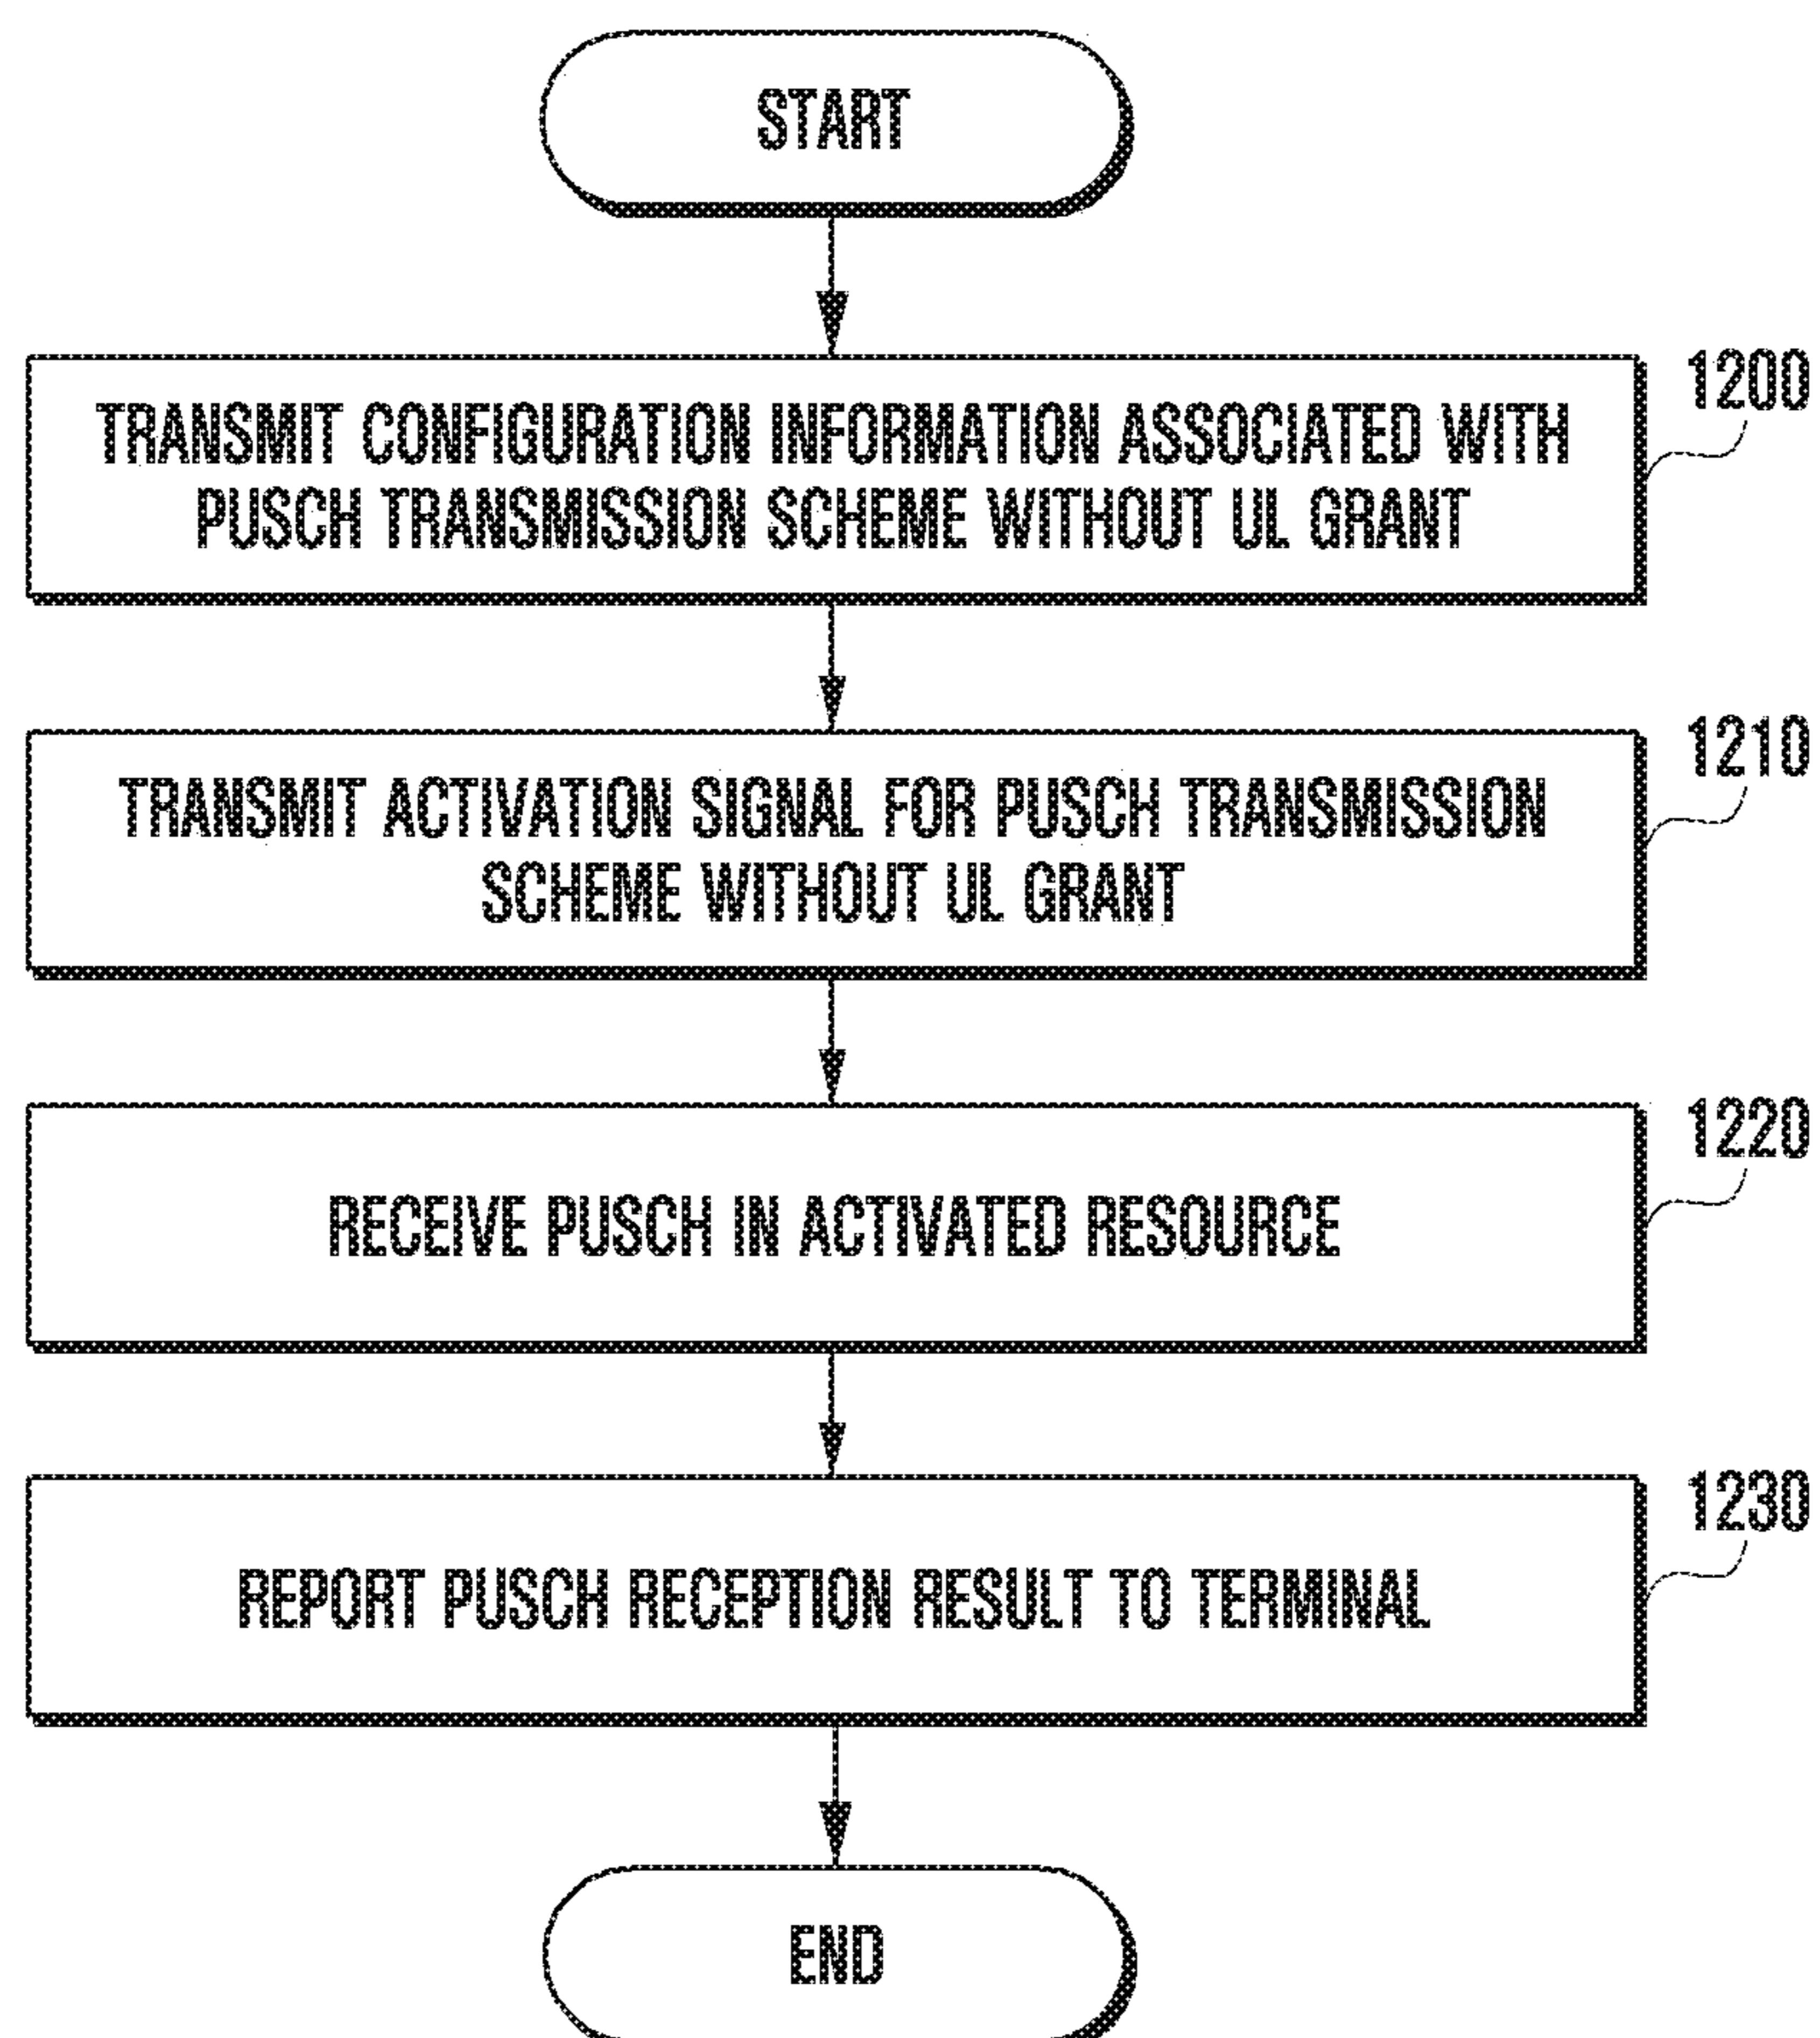 START
1200
TRANSMIT CONFIGURATION INFORMATION ASSOCIATED WITH
PUSCH TRANSMISSION SCHEME WITHOUT UL GRANT
1210
TRANSMIT ACTIVATION SIGNAL FOR PUSCH TRANSMISSION
SCHEME WITHOUT UL GRANT
1220
RECEIVE PUSCH IN ACTIVATED RESOURCE
1230
REPORT PUSCH RECEPTION RESULT TO TERMINAL
END